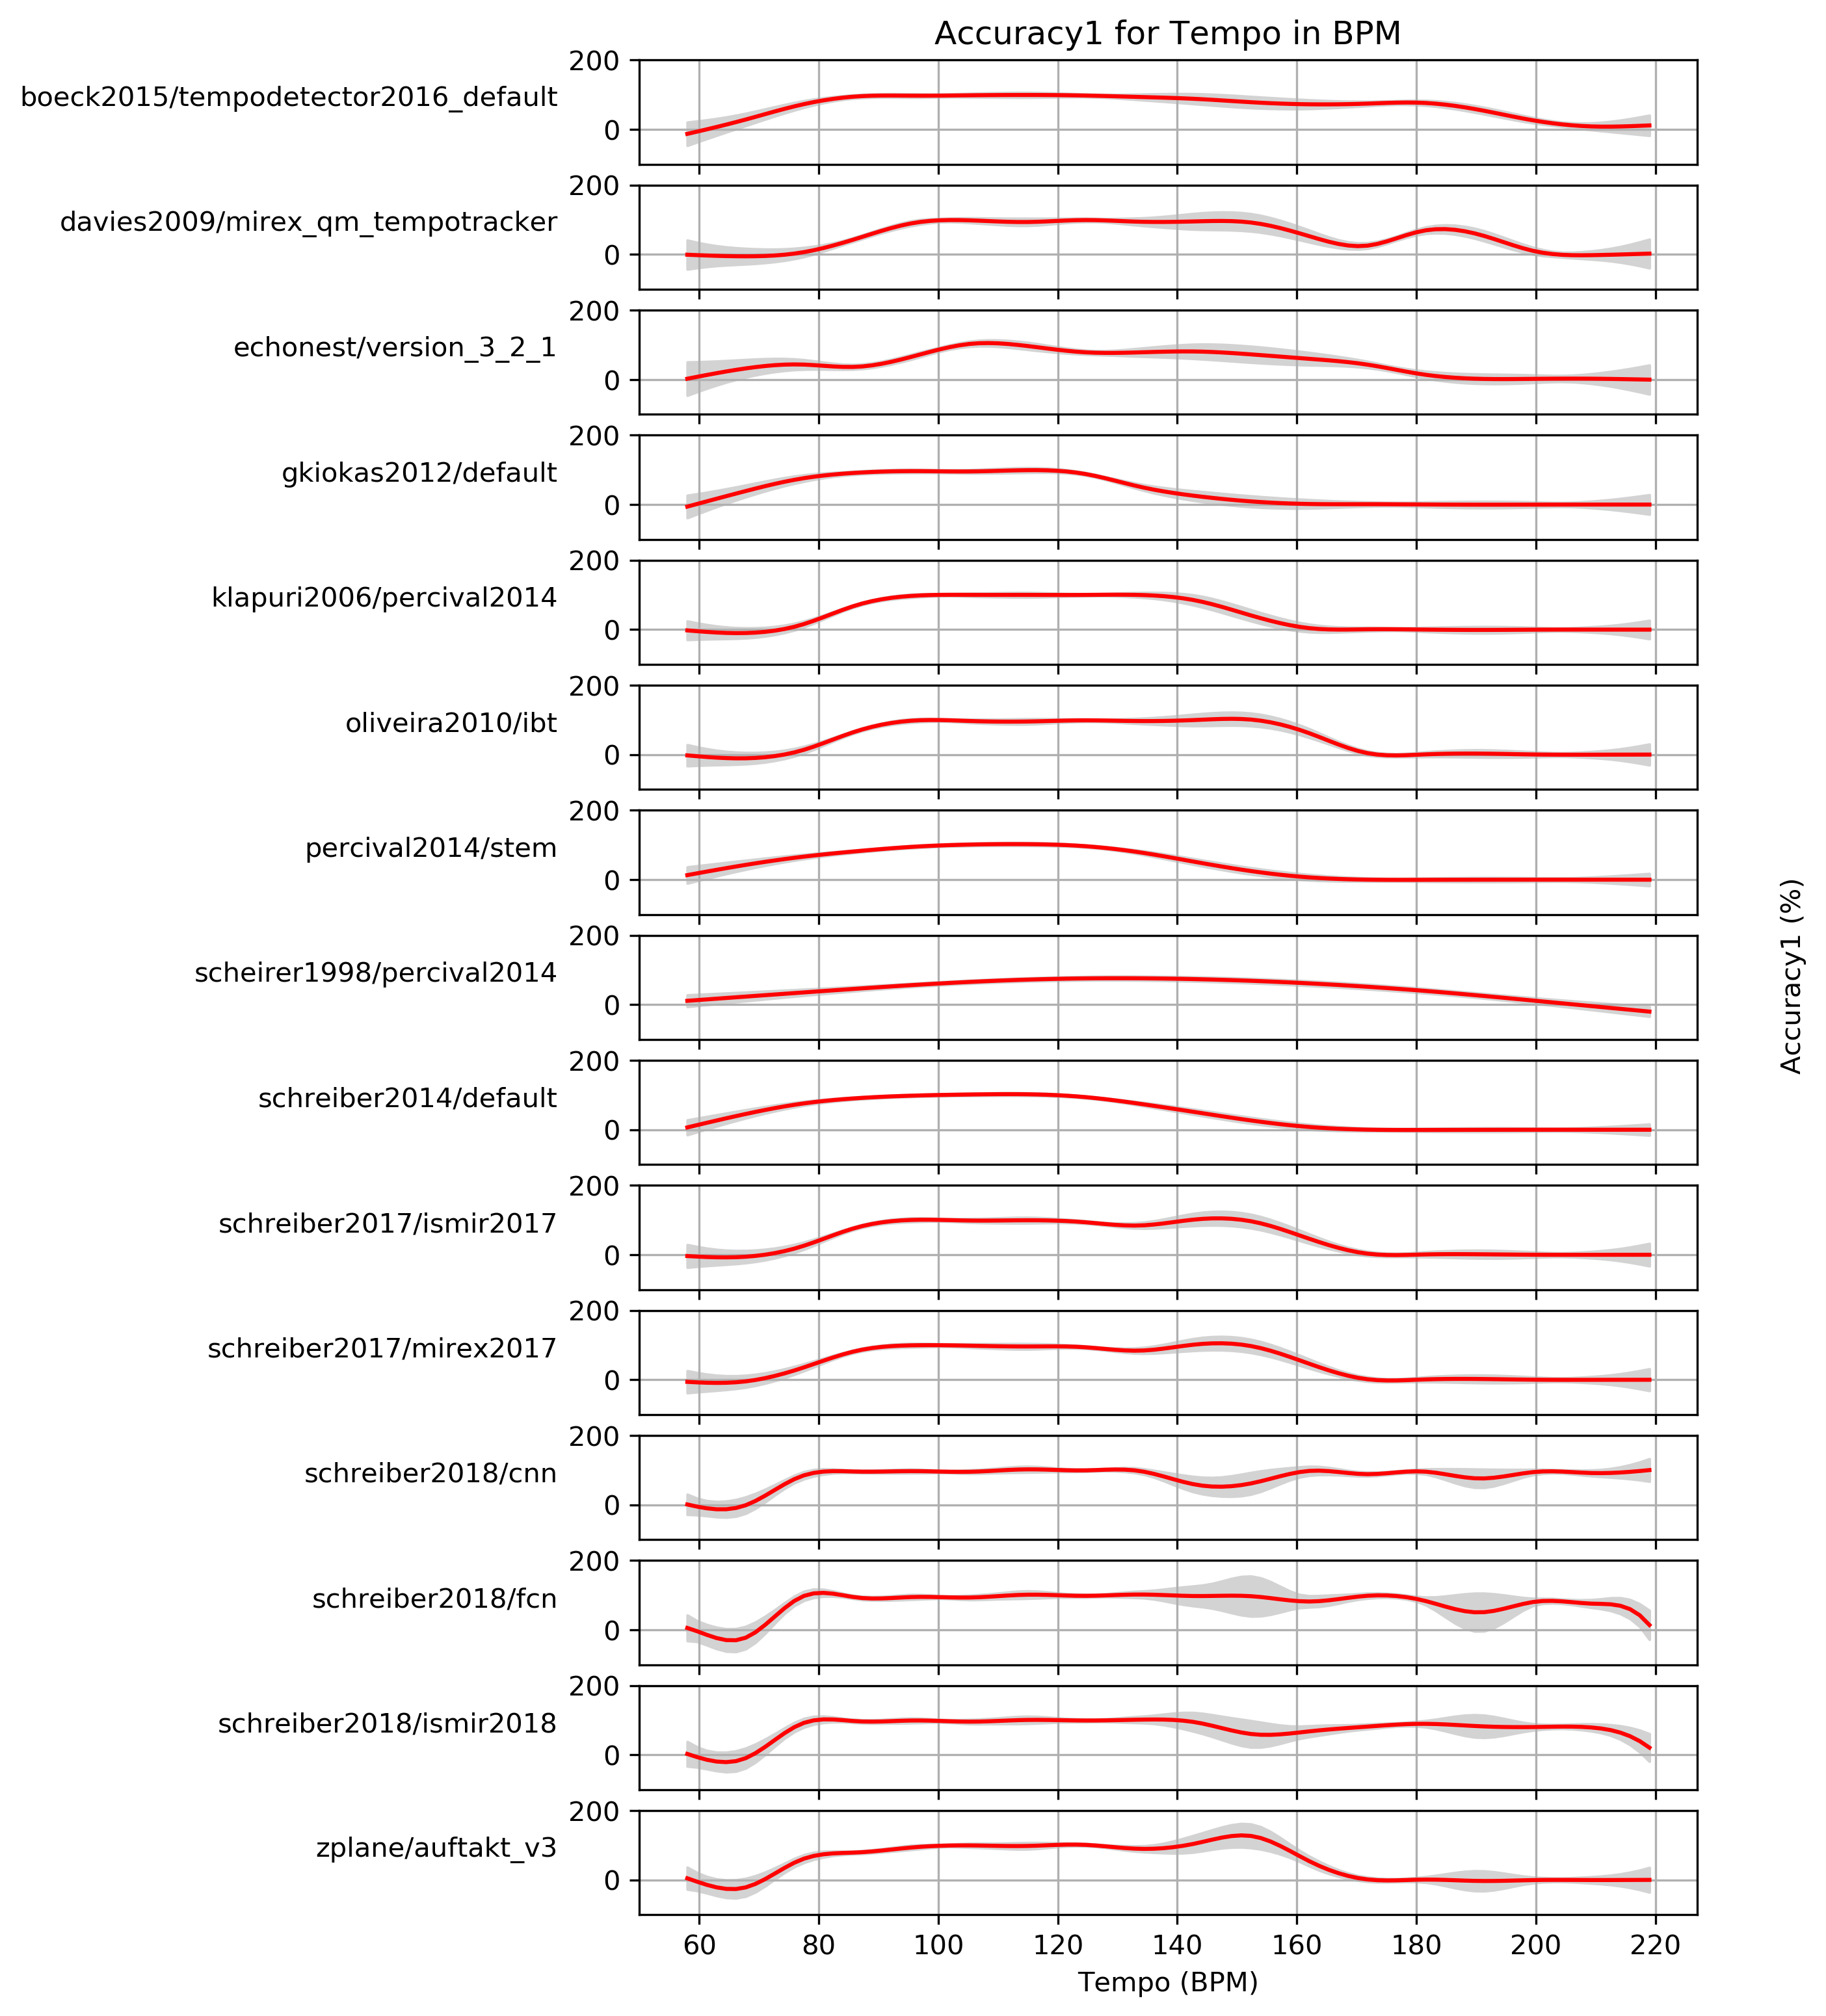 Accuracy1 for Tempo in BPM
200
boeck2015/tempodetector2016_default
0
200
davies2009/mirex_qm_tempotracker
0
200
echonest/version_3_2_1
0
200
gkiokas2012/default
0
200
klapuri2006/percival2014
0
200
oliveira2010/ibt
0
200
percival2014/stem
0
Accuracy1 (%)
200
scheirer1998/percival2014
0
200
schreiber2014/default
0
200
schreiber2017/ismir2017
0
200
schreiber2017/mirex2017
0
200
schreiber2018/cnn
0
200
schreiber2018/fcn
0
200
schreiber2018/ismir2018
0
200
zplane/auftakt_v3
0
60 80 100 120 140 160 180 200 220
Tempo (BPM)